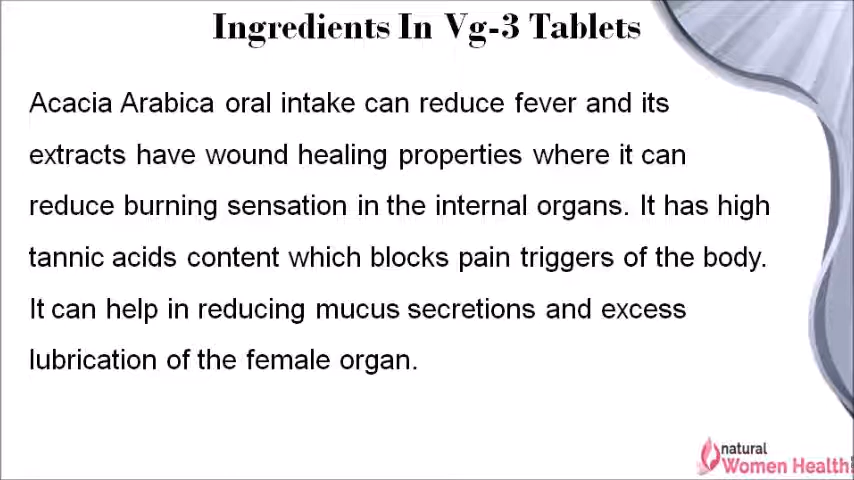 Ingredients In Vg-3 Tablets
Acacia Arabica oral intake can reduce fever and its
extracts have wound healing properties where it can
reduce burning sensation in the internal organs. It has high
tannic acids content which blocks pain triggers of the body.
It can help in reducing mucus secretions and excess
lubrication of the female organ.
natural
Women Health!